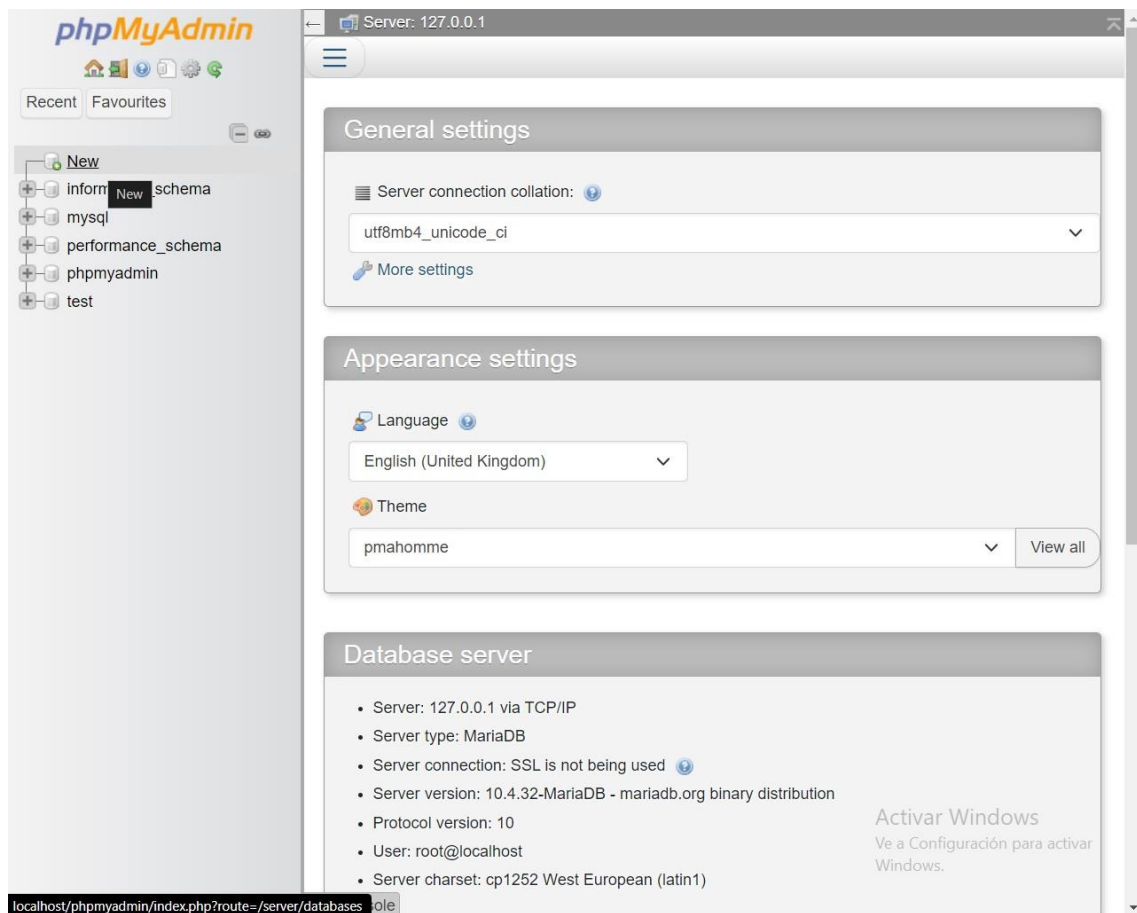 phpMyAdmin
Recent Favourites
New
inform New _schema
mysql
performance_schema
phpmyadmin
test
Server: 127.0.0.1
General settings
Server connection collation:
utf8mb4_unicode_ci
More settings
Appearance settings
Language
English (United Kingdom)
Theme
pmahomme View all
Database server
• Server: 127.0.0.1 via TCP/IP
• Server type: MariaDB
• Server connection: SSL is not being used
• Server version: 10.4.32-MariaDB - mariadb.org binary distribution
• Protocol version: 10
• User: root@localhost
• Server charset: cp1252 West European (latin1)
Activar Windows
Ve a Configuración para activar
Windows.
localhost/phpmyadmin/index.php?route=/server/databases ole